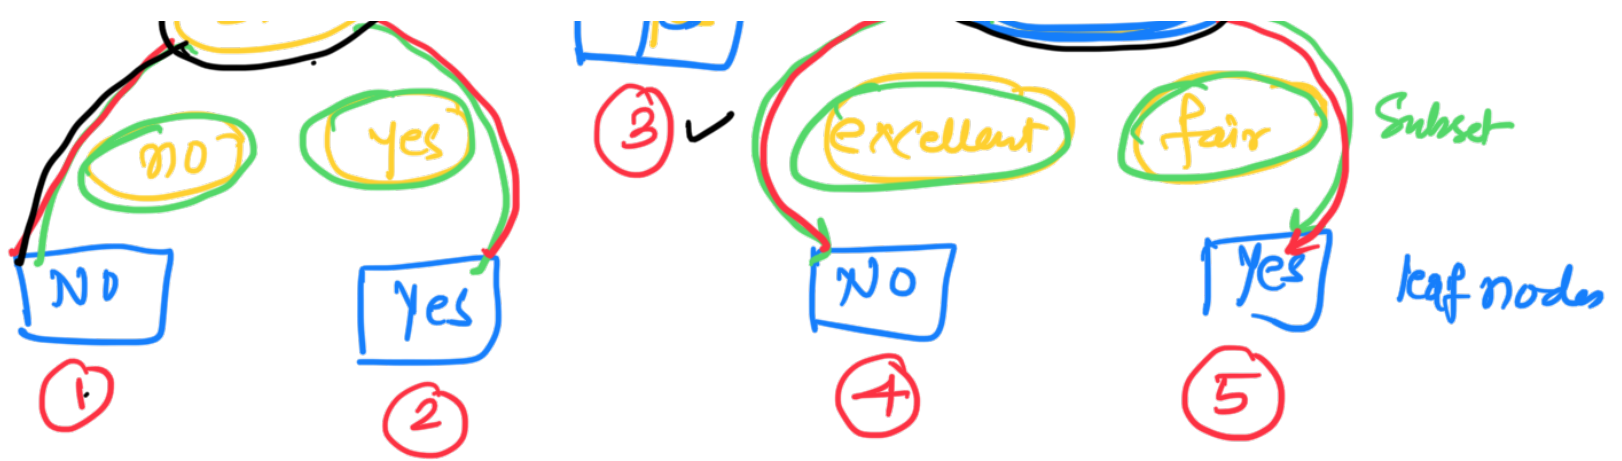 no yes 3 excellent fair Subset
NO Yes NO Yes leaf nodes
1 2 4 5